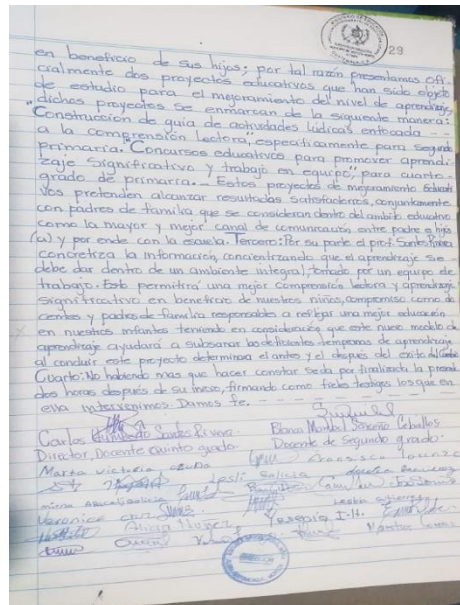 29
en beneficio de sus hijos; por tal razón presentamos ofi
cialmente dos proyectos educativos que han sido objeto
de estudio para el mejoramiento del nivel de aprendizaje,
dichos proyectos se enmarcan de la siguiente manera:
"Construcción de guía de actividades lúdicas enfocada --
a la comprensión lectora, específicamente para segundo
primaria. "Concursos educativos para promover aprendi-
zaje significativo y trabajo en equipo", para cuarto -
grado de primaria. - Estos proyectos de mejoramiento Educati
vos pretenden alcanzar resultados satisfactorios, conjuntamente
con padres de familia que se consideran dentro del ambito educativo
como la mayor y mejor canal de comunicación entre padre e hijos
(a) y por ende con la escuela. Tercero: Por su parte el prof. Santos Rivera
concretiza la información, concientizando que el aprendizaje se
debe dar dentro de un ambiente integral, tomado por un equipo de
trabajo. Esto permitirá una mejor comprensión lectora y aprendizaje
significativo en beneficio de nuestros niños, compromiso como do
centes y padres de familia responsables a reflejar una mejor educación
en nuestros infantes teniendo en consideración que este nuevo modelo de
aprendizaje ayudará a subsanar las deficientes tempranas de aprendizaje
al conducir este proyecto determinara el antes y el después del éxito del
Cuarto: No habiendo mas que hacer constar se da por finalizada la presente
dos horas después de su inicio, firmando como fieles testigos los que en
ella intervenimos. Damos fe.
Carlos Humberto Santos Rivera Blanca Maribel Ceballos
Director, Docente quinto grado. Docente de Segundo grado.
Marta victoria
Veronica
Alicia Yesenia